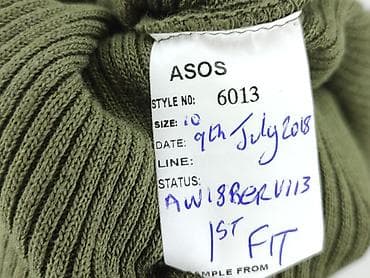 ASOS
STYLE NO: 6013
SIZE: 10
DATE: 9th July 2018
LINE:
STATUS:
AW18BERV113
1ST FIT
SAMPLE FROM